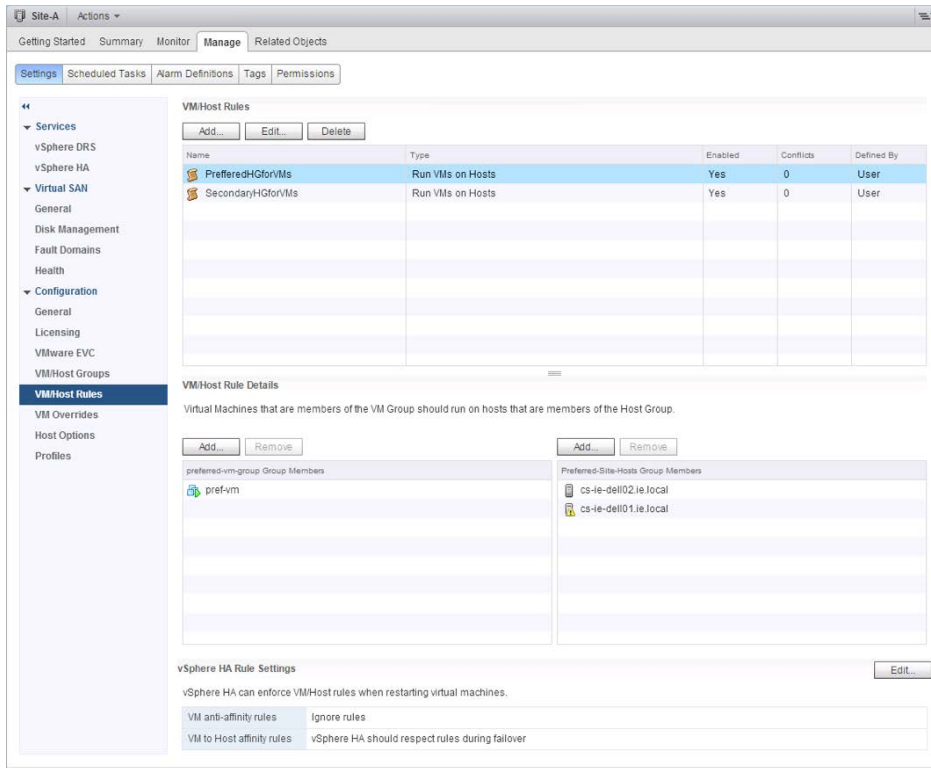 Site-A Actions
Getting Started Summary Monitor Manage Related Objects
Settings Scheduled Tasks Alarm Definitions Tags Permissions
Services
vSphere DRS
vSphere HA
Virtual SAN
General
Disk Management
Fault Domains
Health
Configuration
General
Licensing
VMware EVC
VM/Host Groups
VM/Host Rules
VM Overrides
Host Options
Profiles
VM/Host Rules
Add... Edit... Delete
Name Type Enabled Conflicts Defined By
PrefferedHGforVMs Run VMs on Hosts Yes 0 User
SecondaryHGforVMs Run VMs on Hosts Yes 0 User
VM/Host Rule Details
Virtual Machines that are members of the VM Group should run on hosts that are members of the Host Group.
Add... Remove Add... Remove
preferred-vm-group Group Members Preferred-Site-Hosts Group Members
pref-vm cs-ie-dell02.ie.local
cs-ie-dell01.ie.local
vSphere HA Rule Settings Edit...
vSphere HA can enforce VM/Host rules when restarting virtual machines.
VM anti-affinity rules Ignore rules
VM to Host affinity rules vSphere HA should respect rules during failover